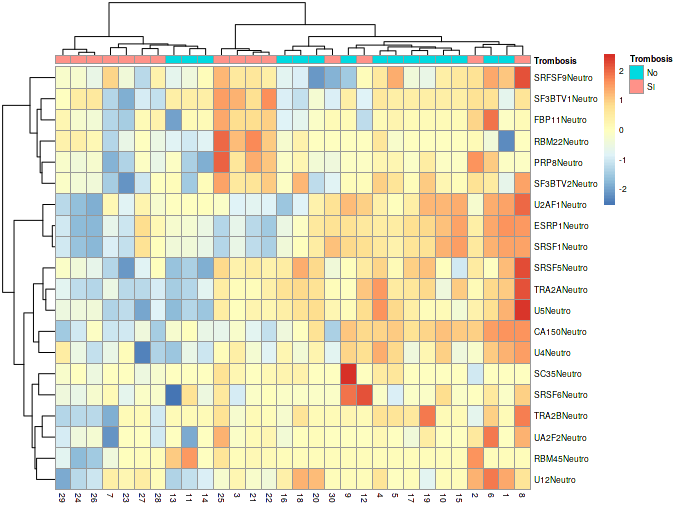 Trombosis
Trombosis
No
SI
2
1
0
-1
-2
SRFSF9Neutro
SF3BTV1Neutro
FBP11Neutro
RBM22Neutro
PRP8Neutro
SF3BTV2Neutro
U2AF1Neutro
ESRP1Neutro
SRSF1Neutro
SRSF5Neutro
TRA2ANeutro
U5Neutro
CA150Neutro
U4Neutro
SC35Neutro
SRSF6Neutro
TRA2BNeutro
UA2F2Neutro
RBM45Neutro
U12Neutro
29 24 26 7 23 27 28 13 11 14 25 3 21 22 16 18 20 30 9 12 4 5 17 19 10 15 2 6 1 8